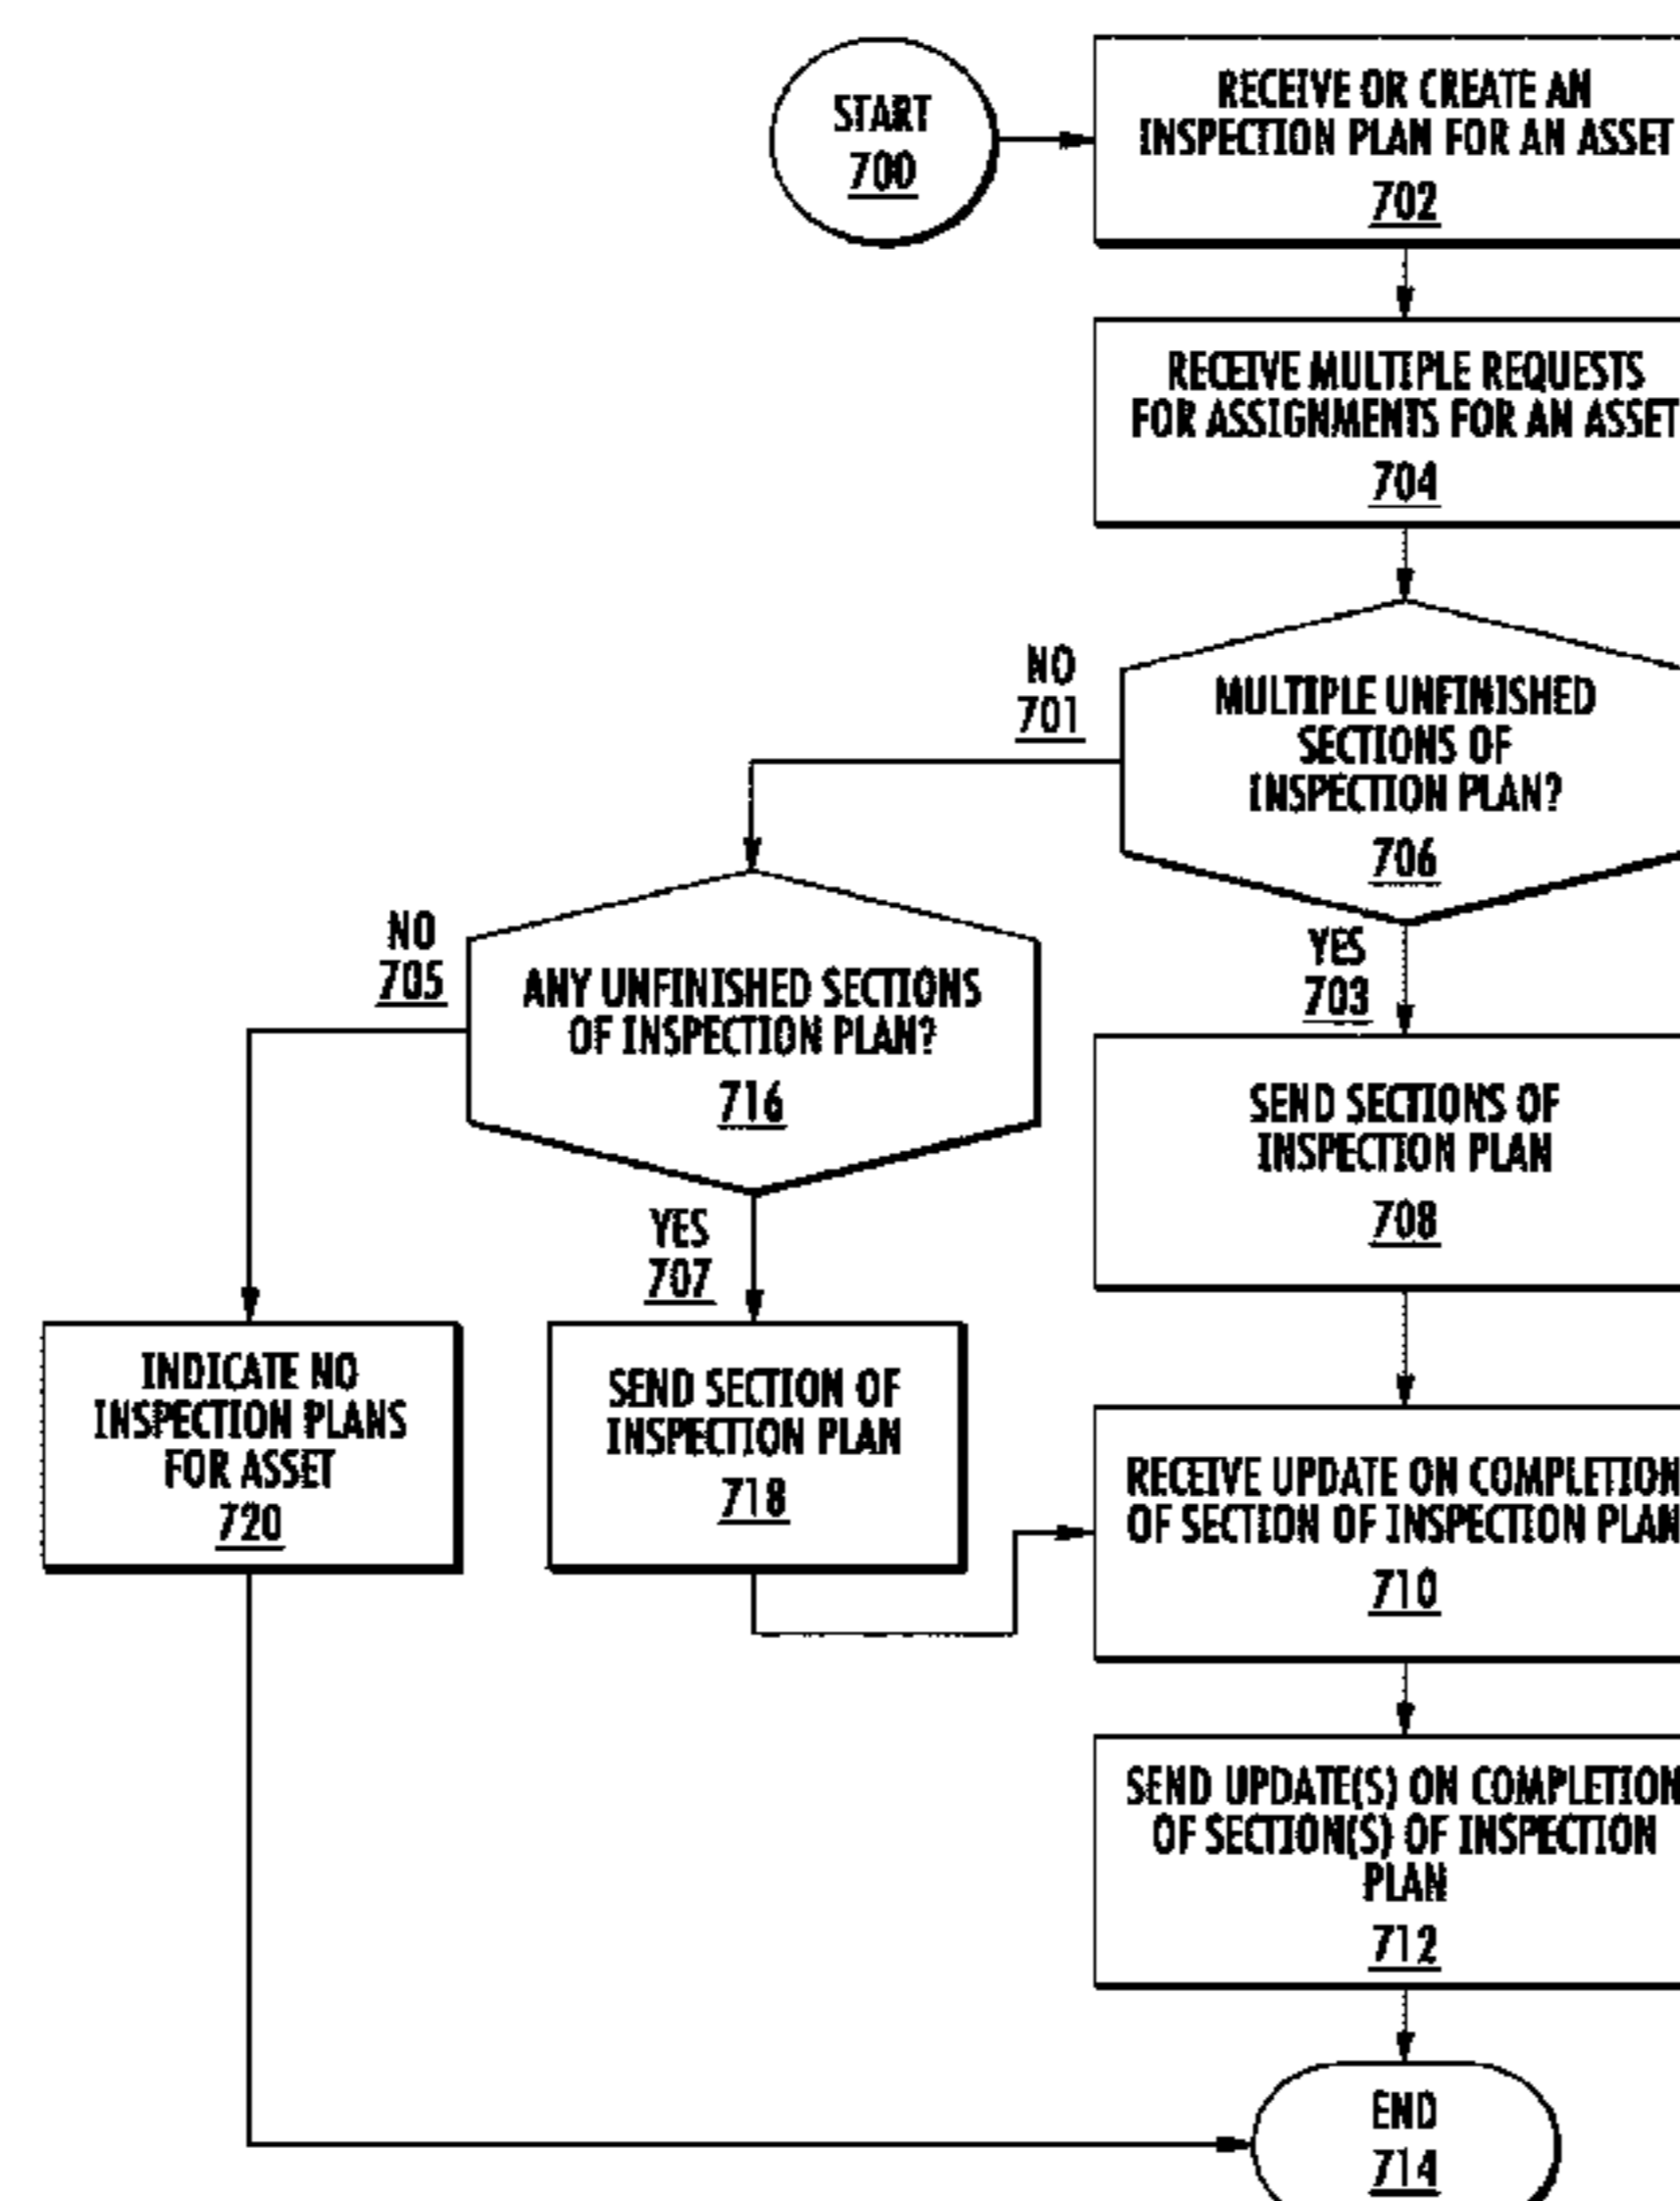 START
700
RECEIVE OR CREATE AN
INSPECTION PLAN FOR AN ASSET
702
RECEIVE MULTIPLE REQUESTS
FOR ASSIGNMENTS FOR AN ASSET
704
MULTIPLE UNFINISHED
SECTIONS OF
INSPECTION PLAN?
706
NO
701
YES
703
ANY UNFINISHED SECTIONS
OF INSPECTION PLAN?
716
NO
705
YES
707
SEND SECTIONS OF
INSPECTION PLAN
708
INDICATE NO
INSPECTION PLANS
FOR ASSET
720
SEND SECTION OF
INSPECTION PLAN
718
RECEIVE UPDATE ON COMPLETION
OF SECTION OF INSPECTION PLAN
710
SEND UPDATE(S) ON COMPLETION
OF SECTION(S) OF INSPECTION
PLAN
712
END
714